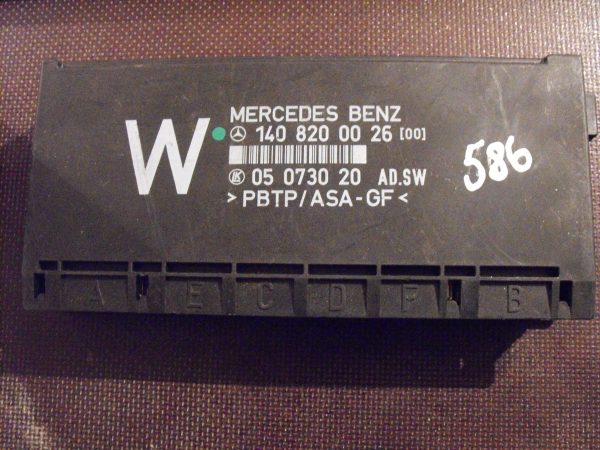 W
MERCEDES BENZ
140 820 00 26 [00]
05 0730 20 AD.SW
>PBTP/ASA-GF<
586
A E C D F B